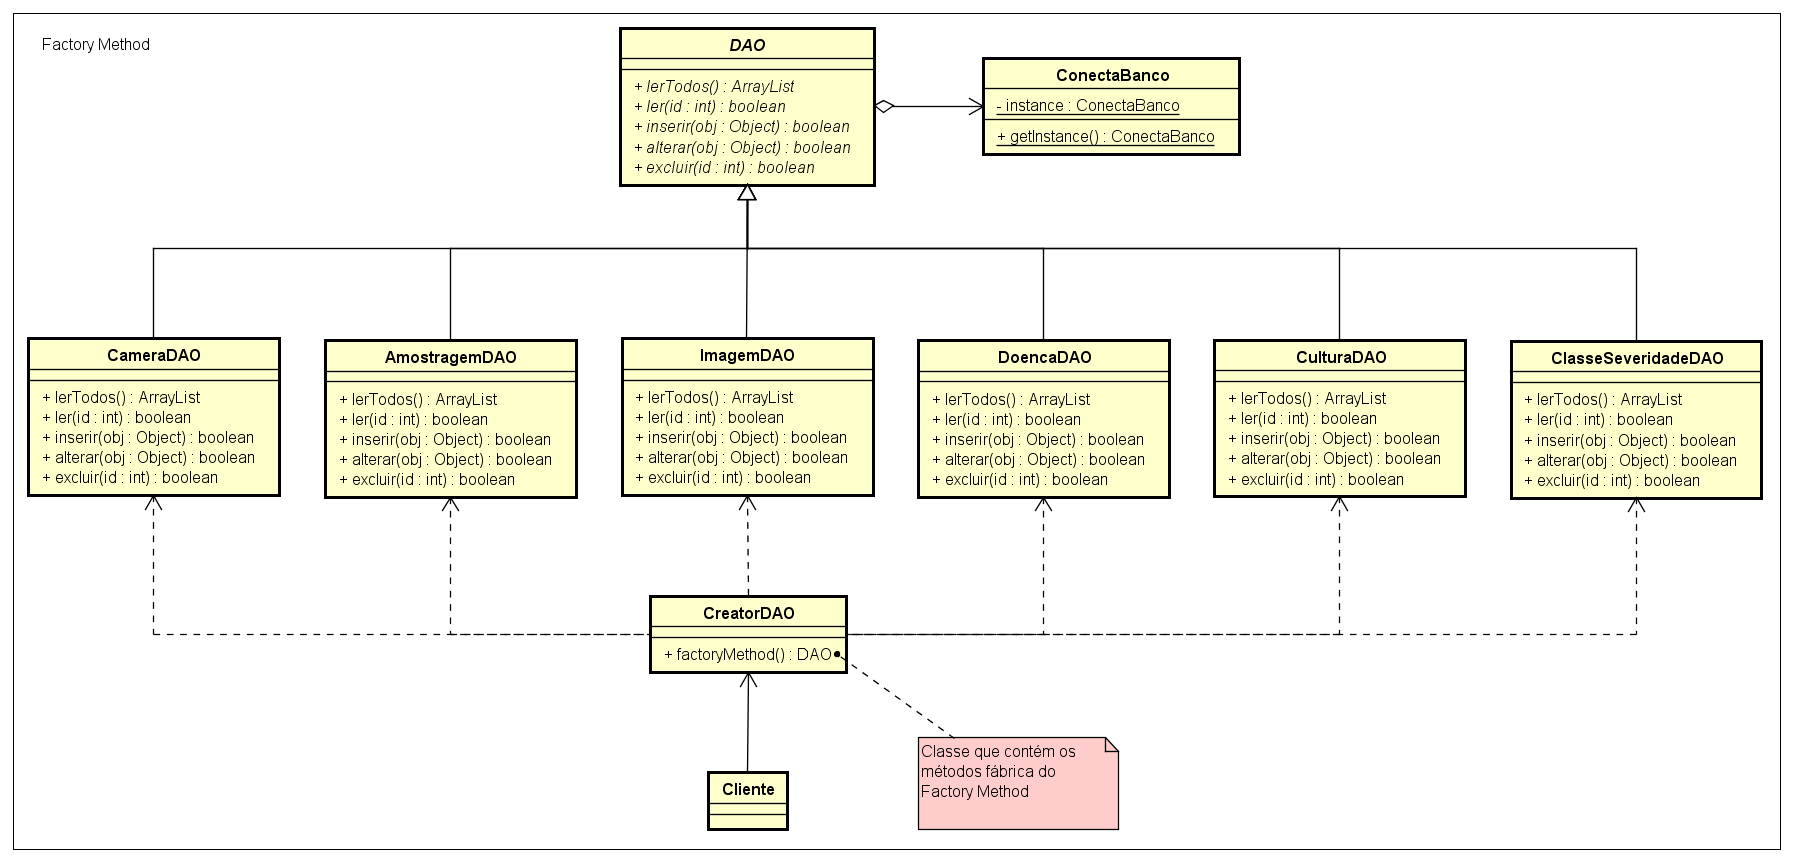 Factory Method
DAO
+ lerTodos() : ArrayList
+ ler(id : int) : boolean
+ inserir(obj : Object) : boolean
+ alterar(obj : Object) : boolean
+ excluir(id : int) : boolean
ConectaBanco
- instance : ConectaBanco
+ getInstance() : ConectaBanco
CameraDAO
+ lerTodos() : ArrayList
+ ler(id : int) : boolean
+ inserir(obj : Object) : boolean
+ alterar(obj : Object) : boolean
+ excluir(id : int) : boolean
AmostragemDAO
+ lerTodos() : ArrayList
+ ler(id : int) : boolean
+ inserir(obj : Object) : boolean
+ alterar(obj : Object) : boolean
+ excluir(id : int) : boolean
ImagemDAO
+ lerTodos() : ArrayList
+ ler(id : int) : boolean
+ inserir(obj : Object) : boolean
+ alterar(obj : Object) : boolean
+ excluir(id : int) : boolean
DoencaDAO
+ lerTodos() : ArrayList
+ ler(id : int) : boolean
+ inserir(obj : Object) : boolean
+ alterar(obj : Object) : boolean
+ excluir(id : int) : boolean
CulturaDAO
+ lerTodos() : ArrayList
+ ler(id : int) : boolean
+ inserir(obj : Object) : boolean
+ alterar(obj : Object) : boolean
+ excluir(id : int) : boolean
ClasseSeveridadeDAO
+ lerTodos() : ArrayList
+ ler(id : int) : boolean
+ inserir(obj : Object) : boolean
+ alterar(obj : Object) : boolean
+ excluir(id : int) : boolean
CreatorDAO
+ factoryMethod() : DAO
Cliente
Classe que contém os
métodos fábrica do
Factory Method